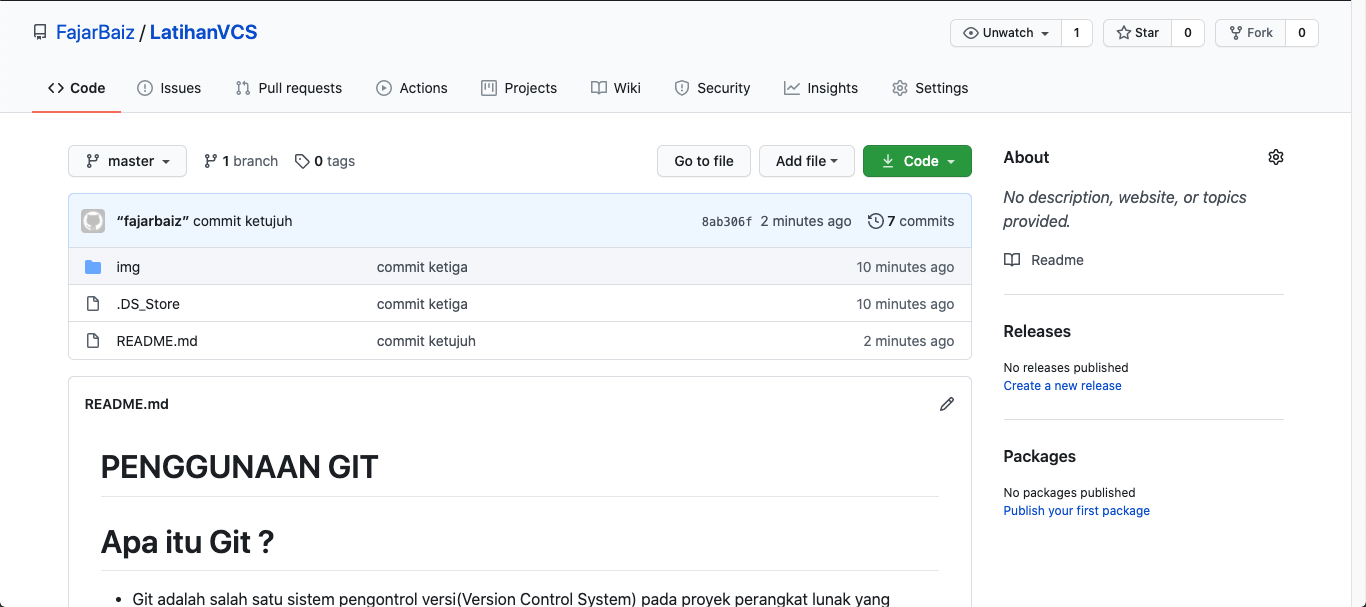 FajarBaiz / LatihanVCS
Unwatch 1 Star 0 Fork 0
Code Issues Pull requests Actions Projects Wiki Security Insights Settings
master 1 branch 0 tags Go to file Add file Code
“fajarbaiz” commit ketujuh 8ab306f 2 minutes ago 7 commits
img commit ketiga 10 minutes ago
.DS_Store commit ketiga 10 minutes ago
README.md commit ketujuh 2 minutes ago
README.md
PENGGUNAAN GIT
Apa itu Git ?
• Git adalah salah satu sistem pengontrol versi(Version Control System) pada proyek perangkat lunak yang
About
No description, website, or topics
provided.
Readme
Releases
No releases published
Create a new release
Packages
No packages published
Publish your first package